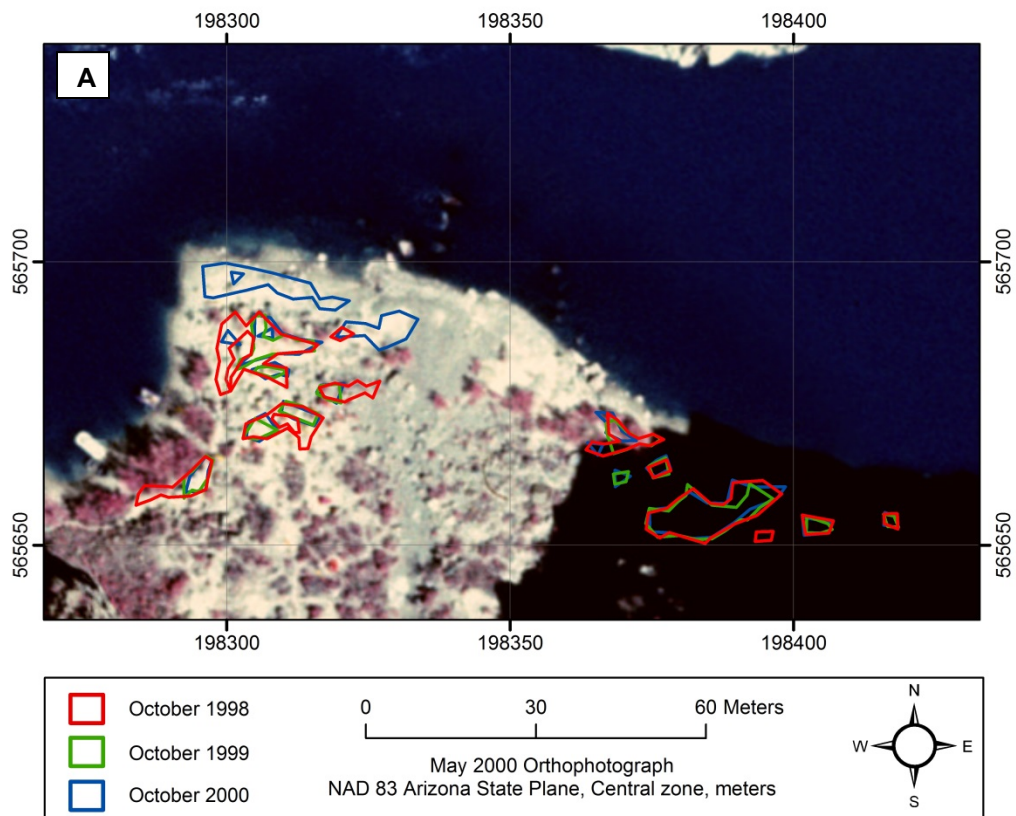 198300 198350 198400
A
565700 565700
565650 565650
198300 198350 198400
October 1998
October 1999
October 2000
0 30 60 Meters
May 2000 Orthophotograph
NAD 83 Arizona State Plane, Central zone, meters
N
W E
S